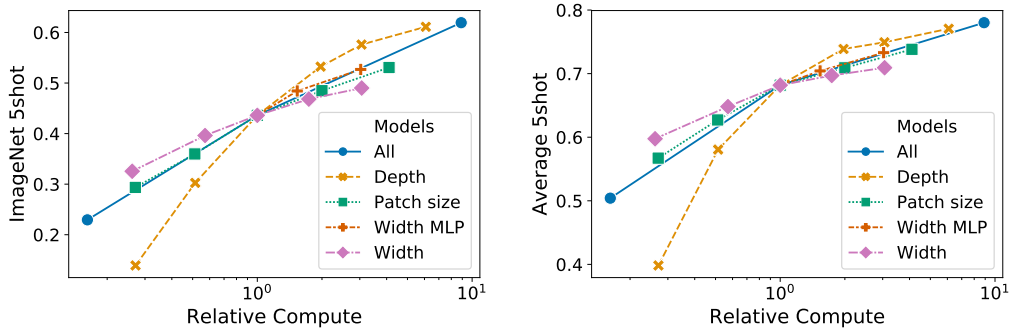 0.6
0.5
0.4
0.3
0.2
ImageNet 5shot
Models
All
Depth
Patch size
Width MLP
Width
10⁰
10¹
Relative Compute
0.8
0.7
0.6
0.5
0.4
Average 5shot
Models
All
Depth
Patch size
Width MLP
Width
10⁰
10¹
Relative Compute